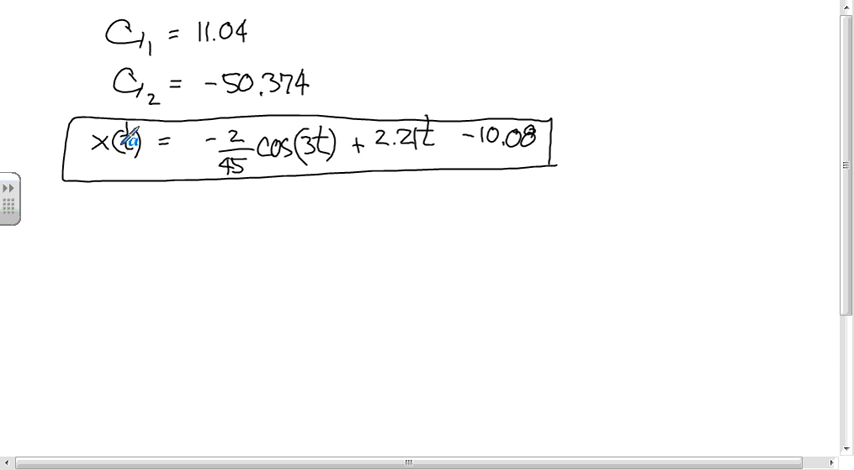 C₁ = 11.04
C₂ = -50.374
x(t) = -2/45 cos(3t) + 2.21t -10.08